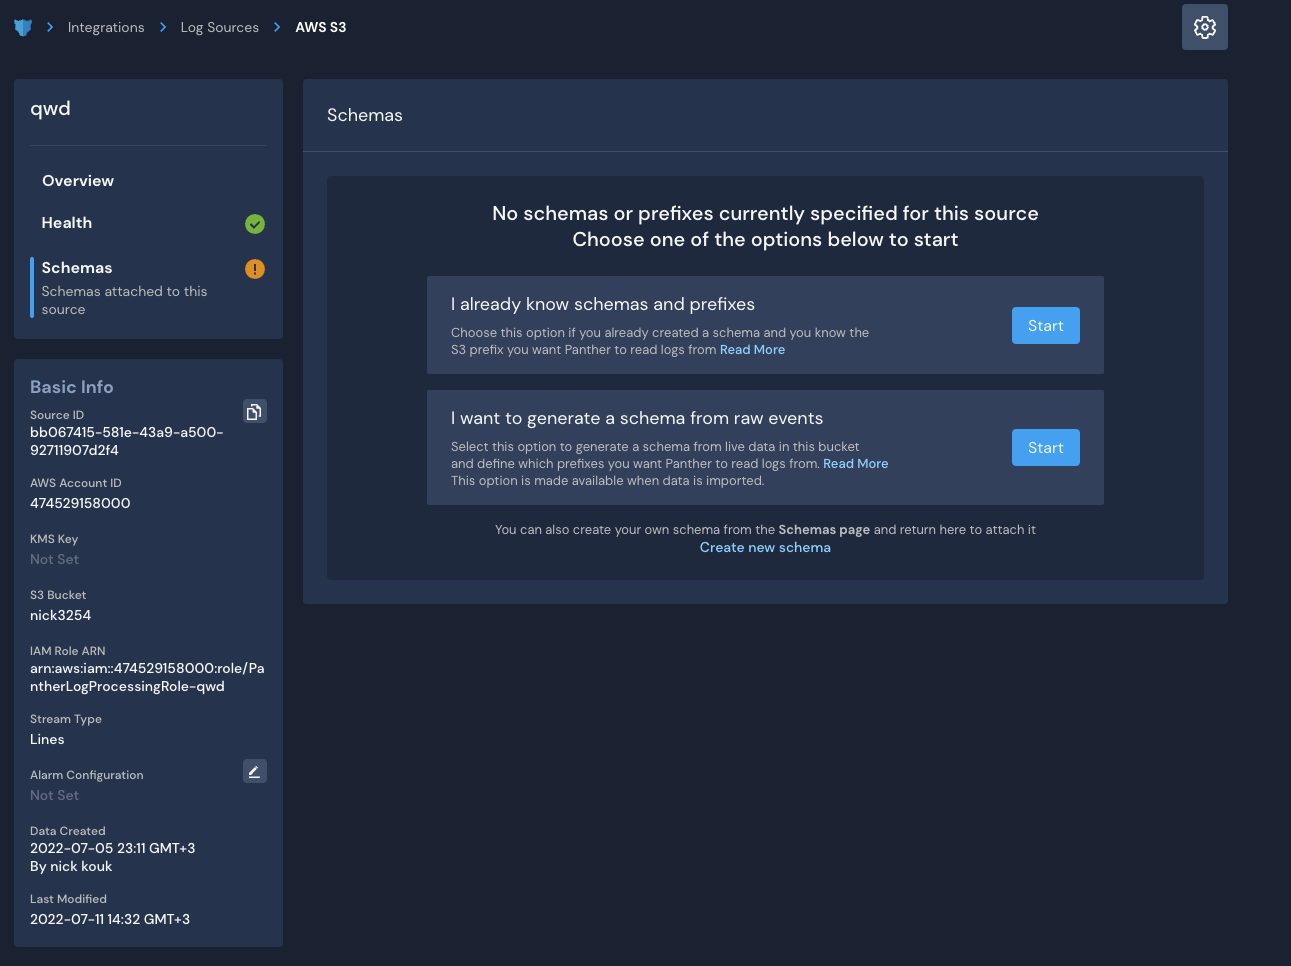 Integrations
Log Sources
AWS S3
qwd
Overview
Health
Schemas
Schemas attached to this
source
Basic Info
Source ID
bb067415-581e-43a9-a500-
92711907d2f4
AWS Account ID
474529158000
KMS Key
Not Set
S3 Bucket
nick3254
IAM Role ARN
arn:aws:iam::474529158000:role/Pa
ntherLogProcessingRole-qwd
Stream Type
Lines
Alarm Configuration
Not Set
Data Created
2022-07-05 23:11 GMT+3
By nick kouk
Last Modified
2022-07-11 14:32 GMT+3
Schemas
No schemas or prefixes currently specified for this source
Choose one of the options below to start
I already know schemas and prefixes
Choose this option if you already created a schema and you know the
S3 prefix you want Panther to read logs from Read More
Start
I want to generate a schema from raw events
Select this option to generate a schema from live data in this bucket
and define which prefixes you want Panther to read logs from. Read More
This option is made available when data is imported.
Start
You can also create your own schema from the Schemas page and return here to attach it
Create new schema